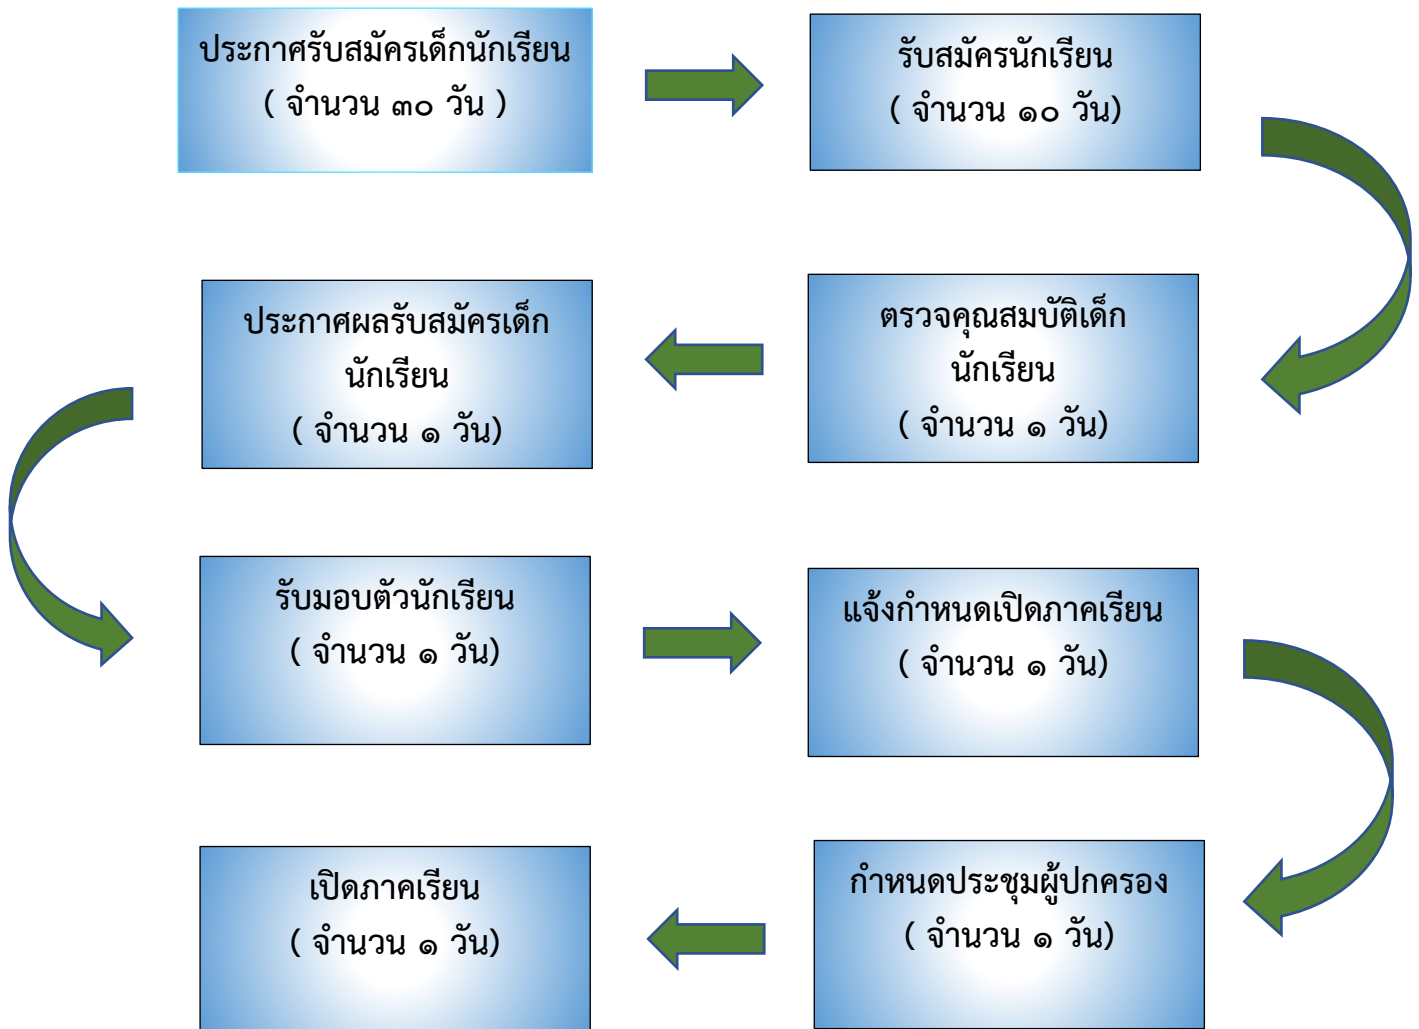 ประกาศรับสมัครเด็กนักเรียน
( จำนวน ๓๐ วัน )
รับสมัครนักเรียน
( จำนวน ๑๐ วัน)
ตรวจคุณสมบัติเด็ก
นักเรียน
( จำนวน ๑ วัน)
ประกาศผลรับสมัครเด็ก
นักเรียน
( จำนวน ๑ วัน)
รับมอบตัวนักเรียน
( จำนวน ๑ วัน)
แจ้งกำหนดเปิดภาคเรียน
( จำนวน ๑ วัน)
กำหนดประชุมผู้ปกครอง
( จำนวน ๑ วัน)
เปิดภาคเรียน
( จำนวน ๑ วัน)